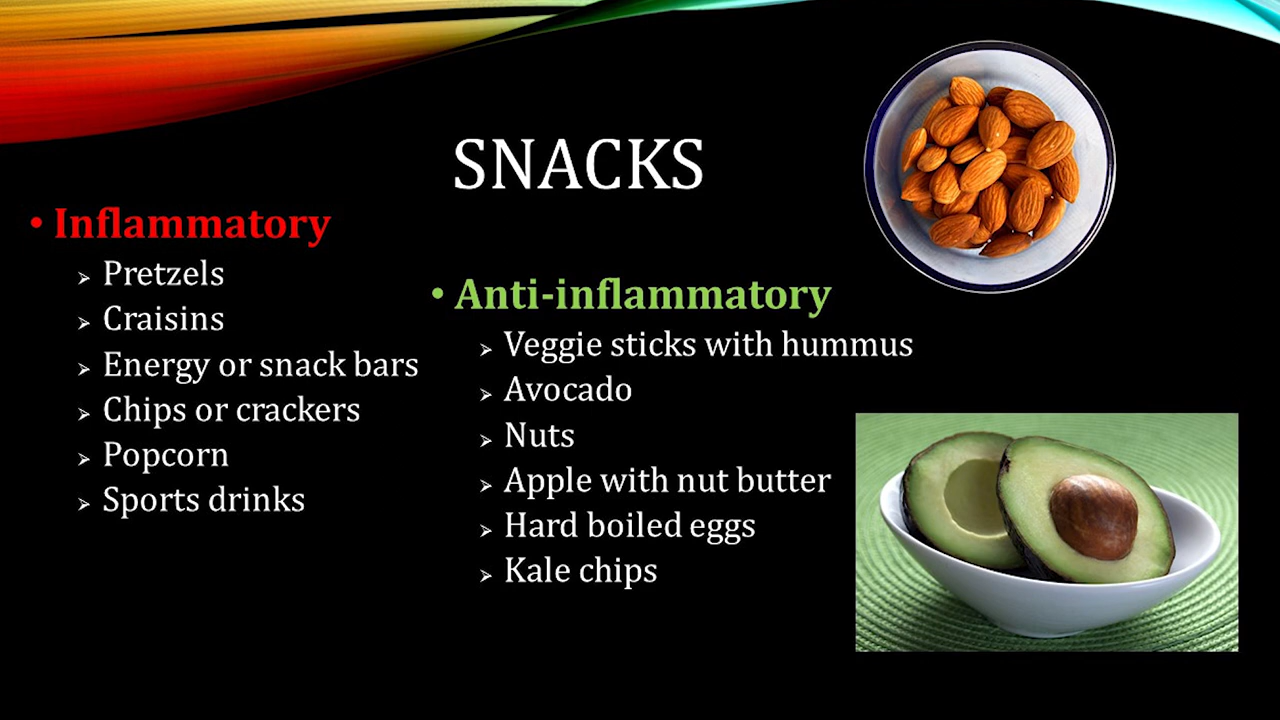 SNACKS
• Inflammatory
➢ Pretzels
➢ Craisins
➢ Energy or snack bars
➢ Chips or crackers
➢ Popcorn
➢ Sports drinks
• Anti-inflammatory
➢ Veggie sticks with hummus
➢ Avocado
➢ Nuts
➢ Apple with nut butter
➢ Hard boiled eggs
➢ Kale chips